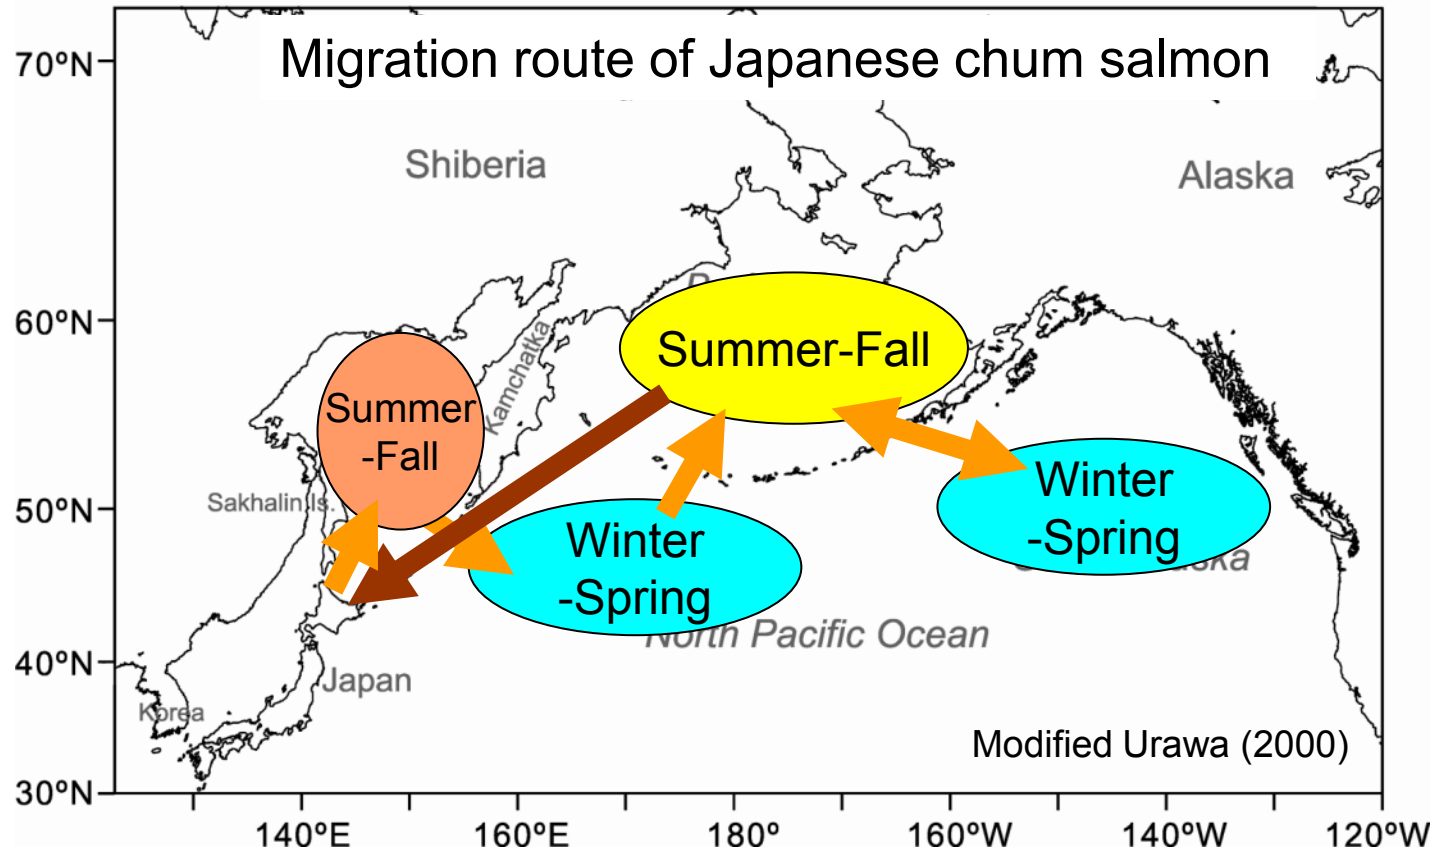 Migration route of Japanese chum salmon
70ºN
Shiberia
Alaska
60ºN
Summer-Fall
Kamchatka
Summer
-Fall
Winter
-Spring
50ºN
Sakhalin Is.
Winter
-Spring
North Pacific Ocean
40ºN
Japan
Korea
Modified Urawa (2000)
30ºN
140ºE
160ºE
180º
160ºW
140ºW
120ºW